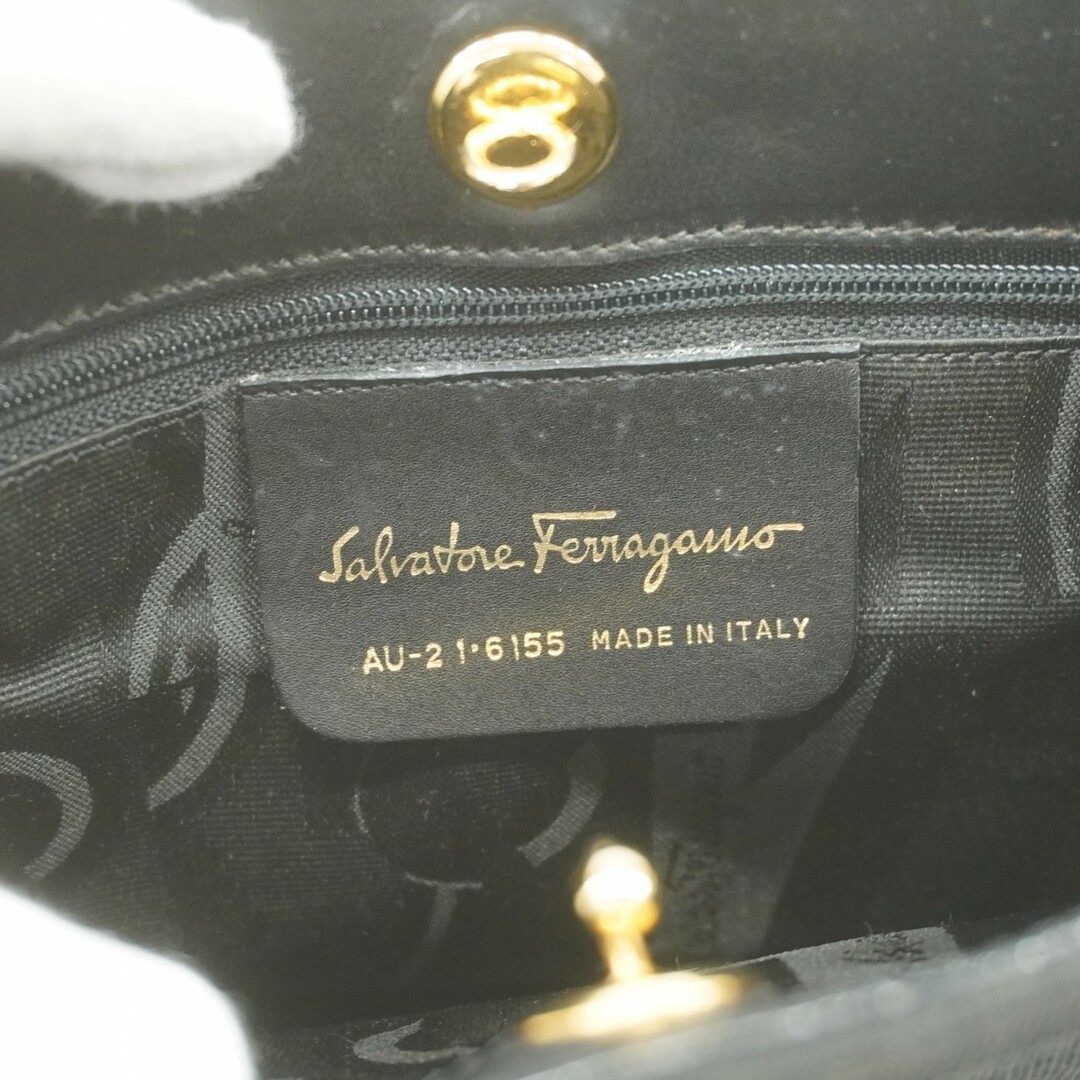 Salvatore Ferragamo
AU-21·6155 MADE IN ITALY